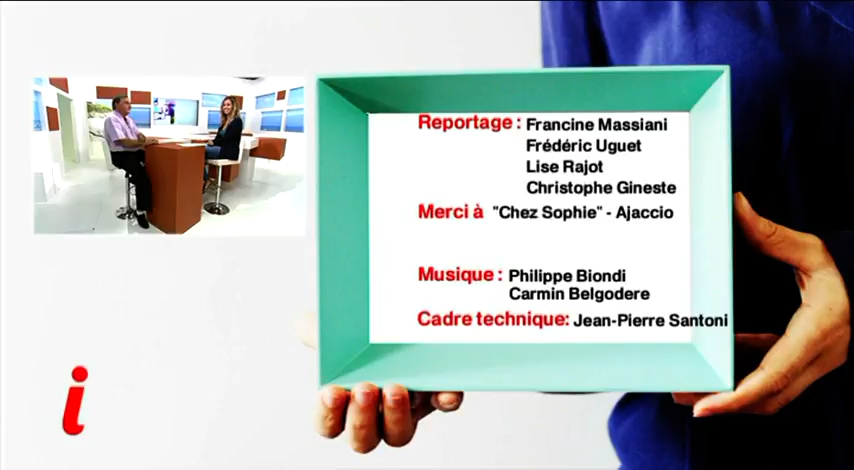 Reportage : Francine Massiani
Frédéric Uguet
Lise Rajot
Christophe Gineste
Merci à "Chez Sophie" - Ajaccio
Musique : Philippe Biondi
Carmin Belgodere
Cadre technique: Jean-Pierre Santoni
i